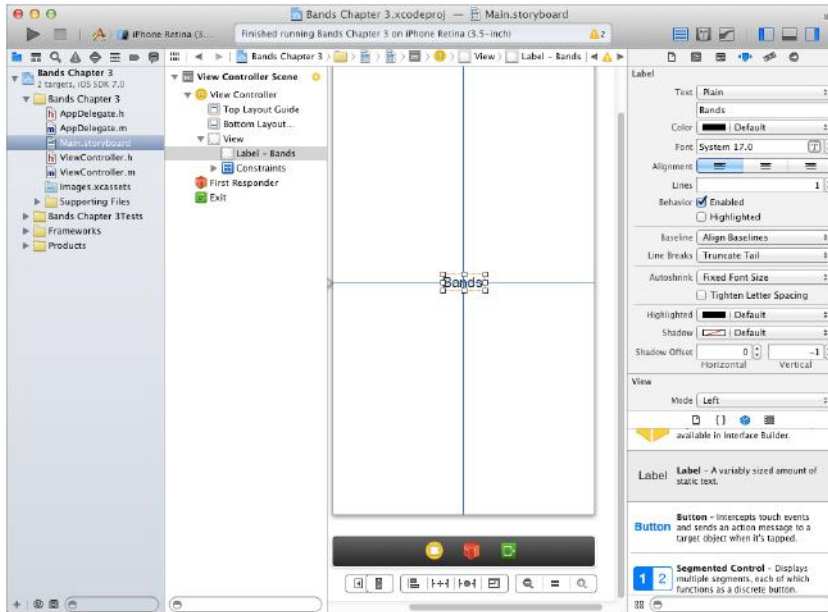 Bands Chapter 3.xcodeproj — Main.storyboard
iPhone Retina (3...
Finished running Bands Chapter 3 on iPhone Retina (3.5-inch)
2
Bands Chapter 3
View
Label - Bands
Bands Chapter 3
2 targets, iOS SDK 7.0
Bands Chapter 3
AppDelegate.h
AppDelegate.m
Main.storyboard
ViewController.h
ViewController.m
Images.xcassets
Supporting Files
Bands Chapter 3Tests
Frameworks
Products
View Controller Scene
View Controller
Top Layout Guide
Bottom Layout...
View
Label - Bands
Constraints
First Responder
Exit
Bands
Label
Text Plain
Bands
Color Default
Font System 17.0
Alignment
Lines 1
Behavior Enabled
Highlighted
Baseline Align Baselines
Line Breaks Truncate Tail
Autoshrink Fixed Font Size
Tighten Letter Spacing
Highlighted Default
Shadow Default
Shadow Offset 0 -1
Horizontal Vertical
View
Mode Left
available in Interface Builder.
Label Label - A variably sized amount of
static text.
Button Button - Intercepts touch events
and sends an action message to a
target object when it's tapped.
1 2 Segmented Control - Displays
multiple segments, each of which
functions as a discrete button.